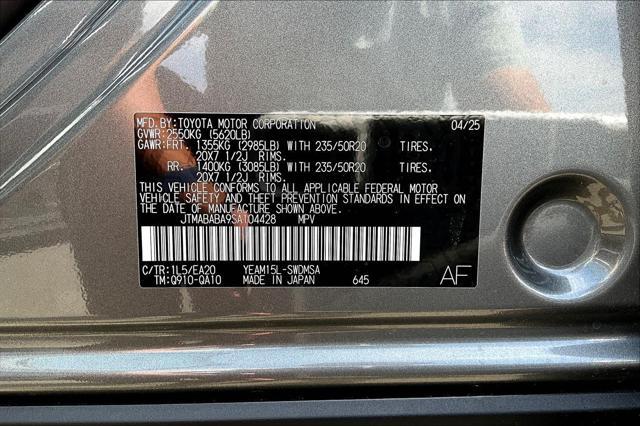 MFD.BY:TOYOTA MOTOR CORPORATION 04/25
GVWR:2550KG (5620LB)
GAWR:FRT. 1355KG (2985LB) WITH 235/50R20 TIRES.
20X7 1/2J RIMS.
RR. 1400KG (3085LB) WITH 235/50R20 TIRES.
20X7 1/2J RIMS.
THIS VEHICLE CONFORMS TO ALL APPLICABLE FEDERAL MOTOR
VEHICLE SAFETY AND THEFT PREVENTION STANDARDS IN EFFECT ON
THE DATE OF MANUFACTURE SHOWN ABOVE.
JTMABABA9SA104428 MPV
C/TR:1L5/EA20 YEAM15L-SWDMSA
TM:Q910-QA10 MADE IN JAPAN 645 AF